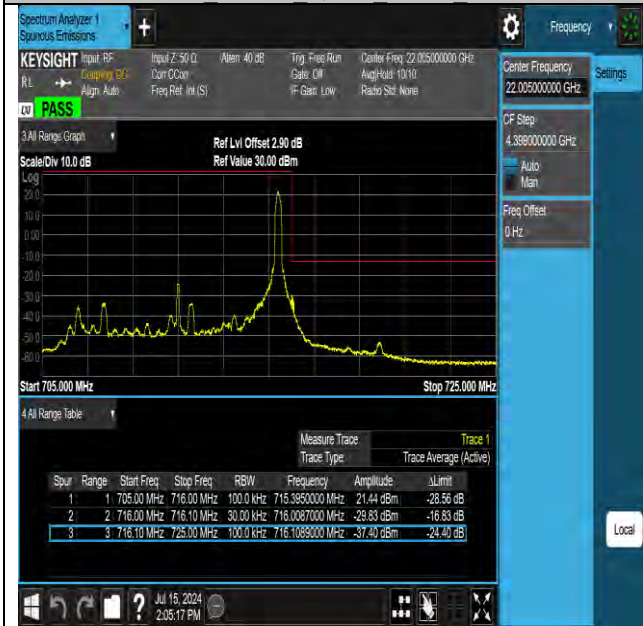 Spectrum Analyzer 1
Spurious Emissions
Frequency
KEYSIGHT Input: RF Input Z: 50 Ω Atten: 40 dB Trig: Free Run Center Freq: 22.005000000 GHz
RL Coupling: DC Corr CCorr Gate: Off Avg|Hold: 10/10
Align: Auto Freq Ref: Int (S) IF Gain: Low Radio Std: None
LXI PASS
Center Frequency
22.005000000 GHz
Settings
CF Step
4.398000000 GHz
Auto
Man
Freq Offset
0 Hz
3 All Range Graph
Ref Lvl Offset 2.90 dB
Scale/Div 10.0 dB Ref Value 30.00 dBm
Log
20.0
10.0
0.00
-10.0
-20.0
-30.0
-40.0
-50.0
-60.0
Start 705.000 MHz Stop 725.000 MHz
4 All Range Table
Measure Trace Trace 1
Trace Type Trace Average (Active)
Spur Range Start Freq Stop Freq RBW Frequency Amplitude ΔLimit
1 1 705.00 MHz 716.00 MHz 100.0 kHz 715.3950000 MHz 21.44 dBm -28.56 dB
2 2 716.00 MHz 716.10 MHz 30.00 kHz 716.0087000 MHz -29.83 dBm -16.83 dB
3 3 716.10 MHz 725.00 MHz 100.0 kHz 716.1089000 MHz -37.40 dBm -24.40 dB
Local
? Jul 15, 2024
2:05:17 PM